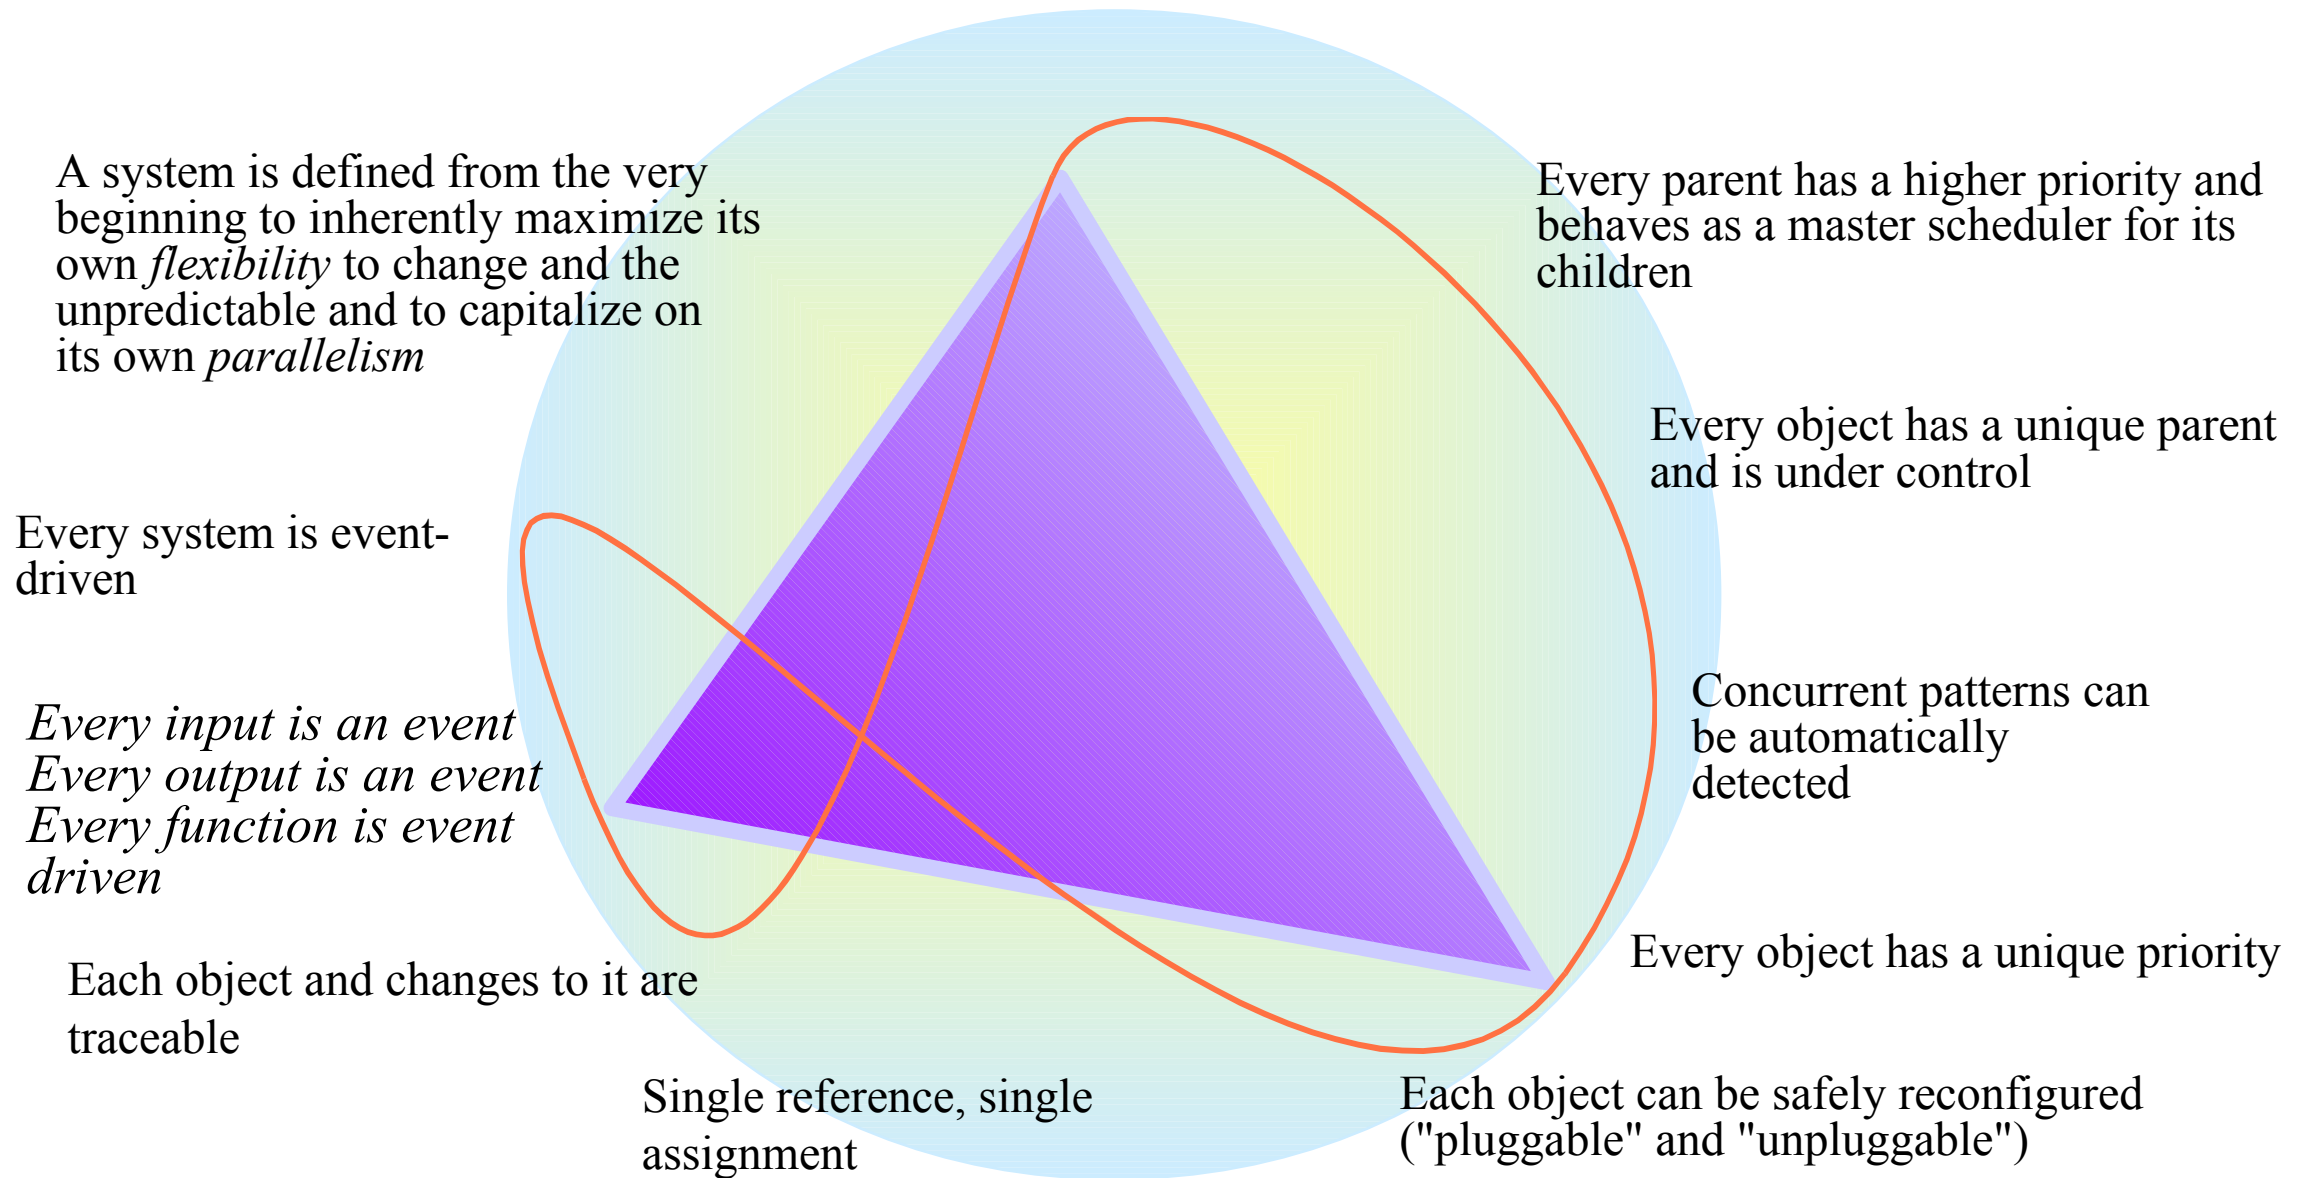 A system is defined from the very
beginning to inherently maximize its
own flexibility to change and the
unpredictable and to capitalize on
its own parallelism
Every system is event-
driven
Every input is an event
Every output is an event
Every function is event
driven
Each object and changes to it are
traceable
Single reference, single
assignment
Every parent has a higher priority and
behaves as a master scheduler for its
children
Every object has a unique parent
and is under control
Concurrent patterns can
be automatically
detected
Every object has a unique priority
Each object can be safely reconfigured
("pluggable" and "unpluggable")